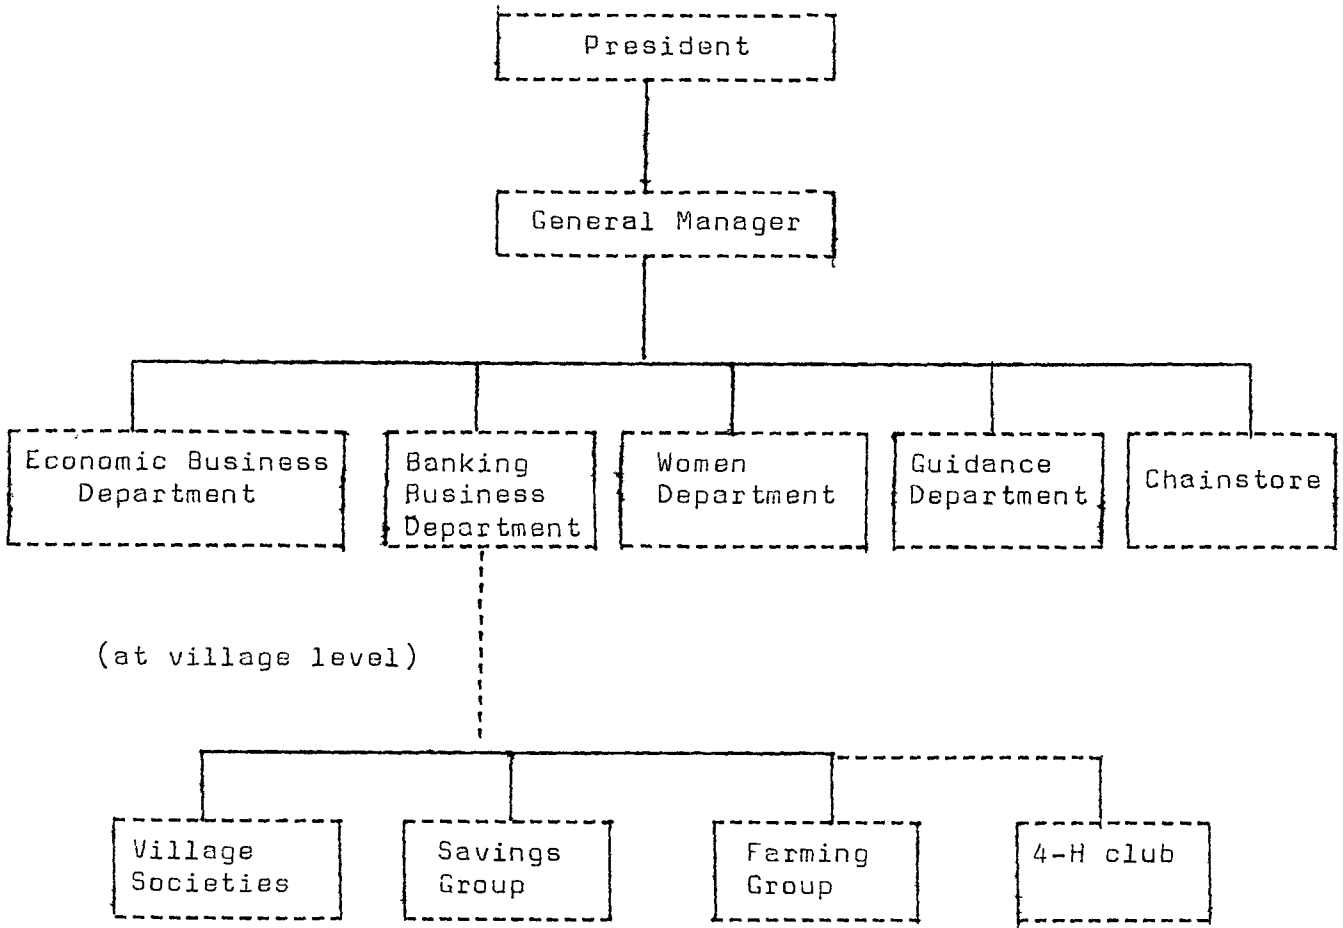 President
General Manager
Economic Business
Department
Banking
Business
Department
Women
Department
Guidance
Department
Chainstore
(at village level)
Village
Societies
Savings
Group
Farming
Group
4-H club